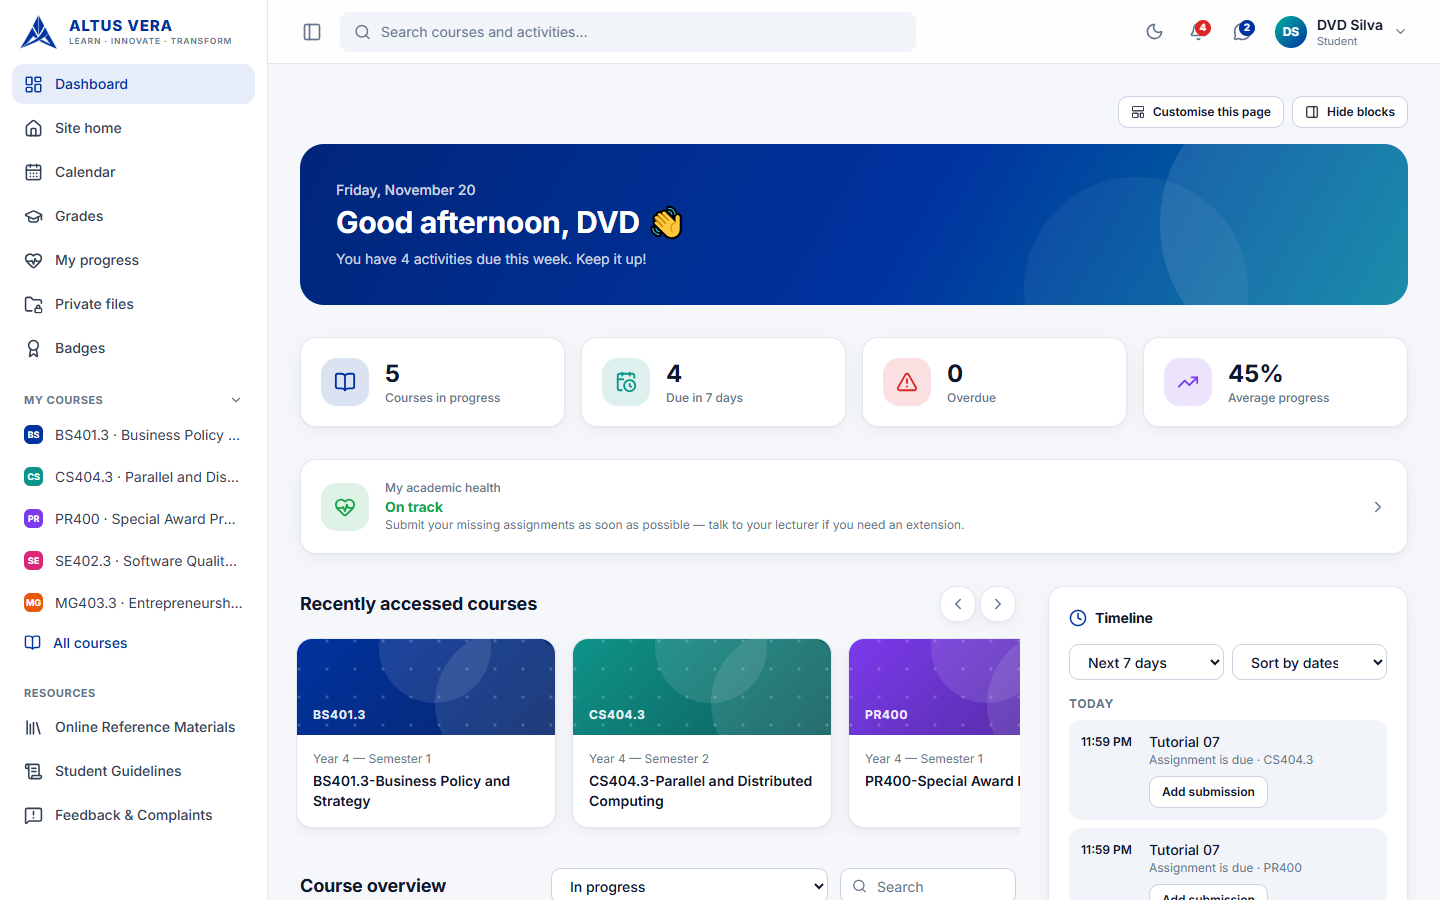 ALTUS VERA
LEARN · INNOVATE · TRANSFORM
Dashboard
Site home
Calendar
Grades
My progress
Private files
Badges
MY COURSES
BS BS401.3 · Business Policy ...
CS CS404.3 · Parallel and Dis...
PR PR400 · Special Award Pr...
SE SE402.3 · Software Qualit...
MG MG403.3 · Entrepreneursh...
All courses
RESOURCES
Online Reference Materials
Student Guidelines
Feedback & Complaints
Search courses and activities...
4
2
DS
DVD Silva
Student
Customise this page
Hide blocks
Friday, November 20
Good afternoon, DVD 👋
You have 4 activities due this week. Keep it up!
5
Courses in progress
4
Due in 7 days
0
Overdue
45%
Average progress
My academic health
On track
Submit your missing assignments as soon as possible — talk to your lecturer if you need an extension.
Recently accessed courses
BS401.3
Year 4 — Semester 1
BS401.3-Business Policy and
Strategy
CS404.3
Year 4 — Semester 2
CS404.3-Parallel and Distributed
Computing
PR400
Year 4 — Semester 1
PR400-Special Award
Course overview
In progress
Search
Timeline
Next 7 days
Sort by dates
TODAY
11:59 PM
Tutorial 07
Assignment is due · CS404.3
Add submission
11:59 PM
Tutorial 07
Assignment is due · PR400
Add submission